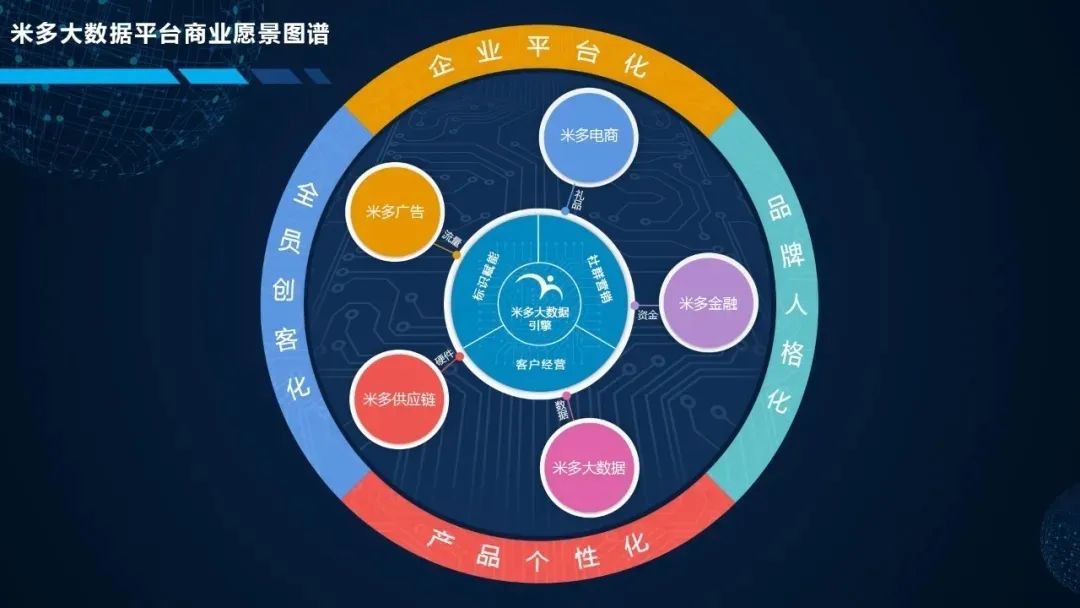 米多大数据平台商业愿景图谱
企业平台化
品牌人格化
产品个性化
全员创客化
米多电商
礼品
米多广告
流量
米多金融
资金
米多供应链
硬件
米多大数据
数据
标识赋能
社群营销
客户经营
米多大数据
引擎